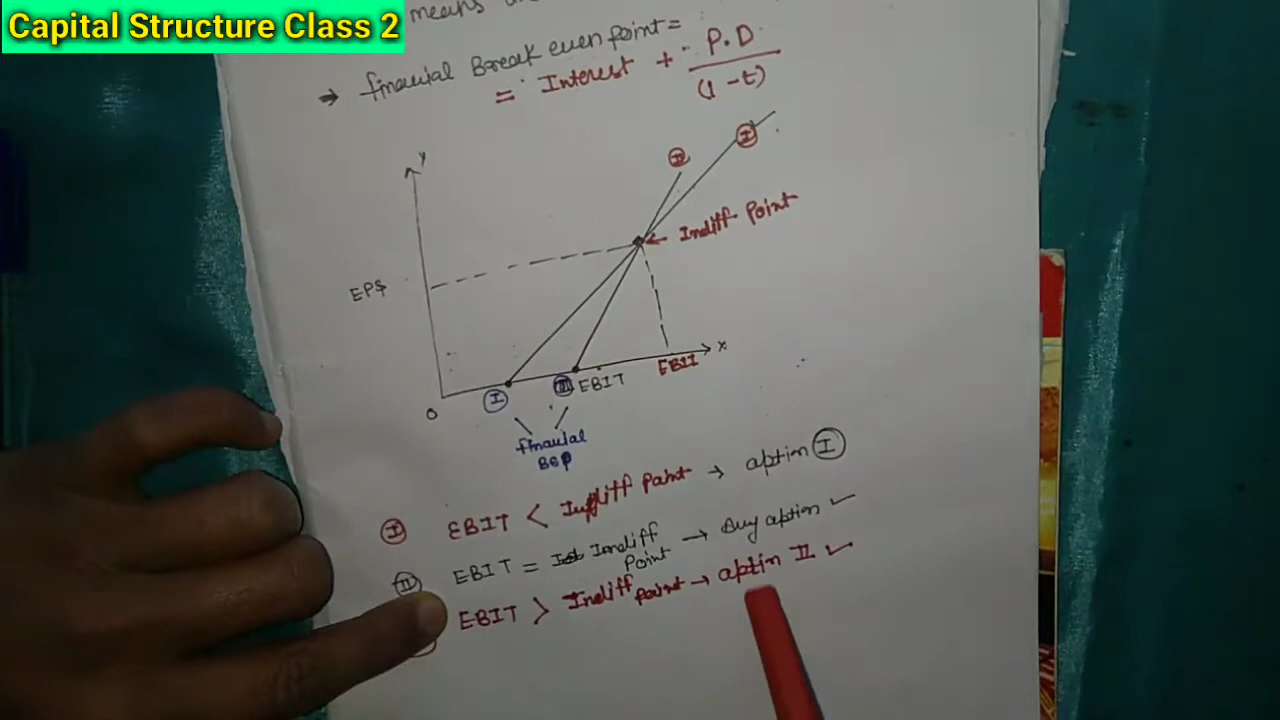 Capital Structure Class 2
means
→ financial Break even point =
= Interest + P.D
(1 - t)
y
II
I
← Indiff Point
EPS
x
EBIT
EBIT
I
II
0
financial
BEP
I EBIT < Indiff Point → option I
II EBIT = Indiff Point → Any option ✓
EBIT > Indiff point → option II ✓